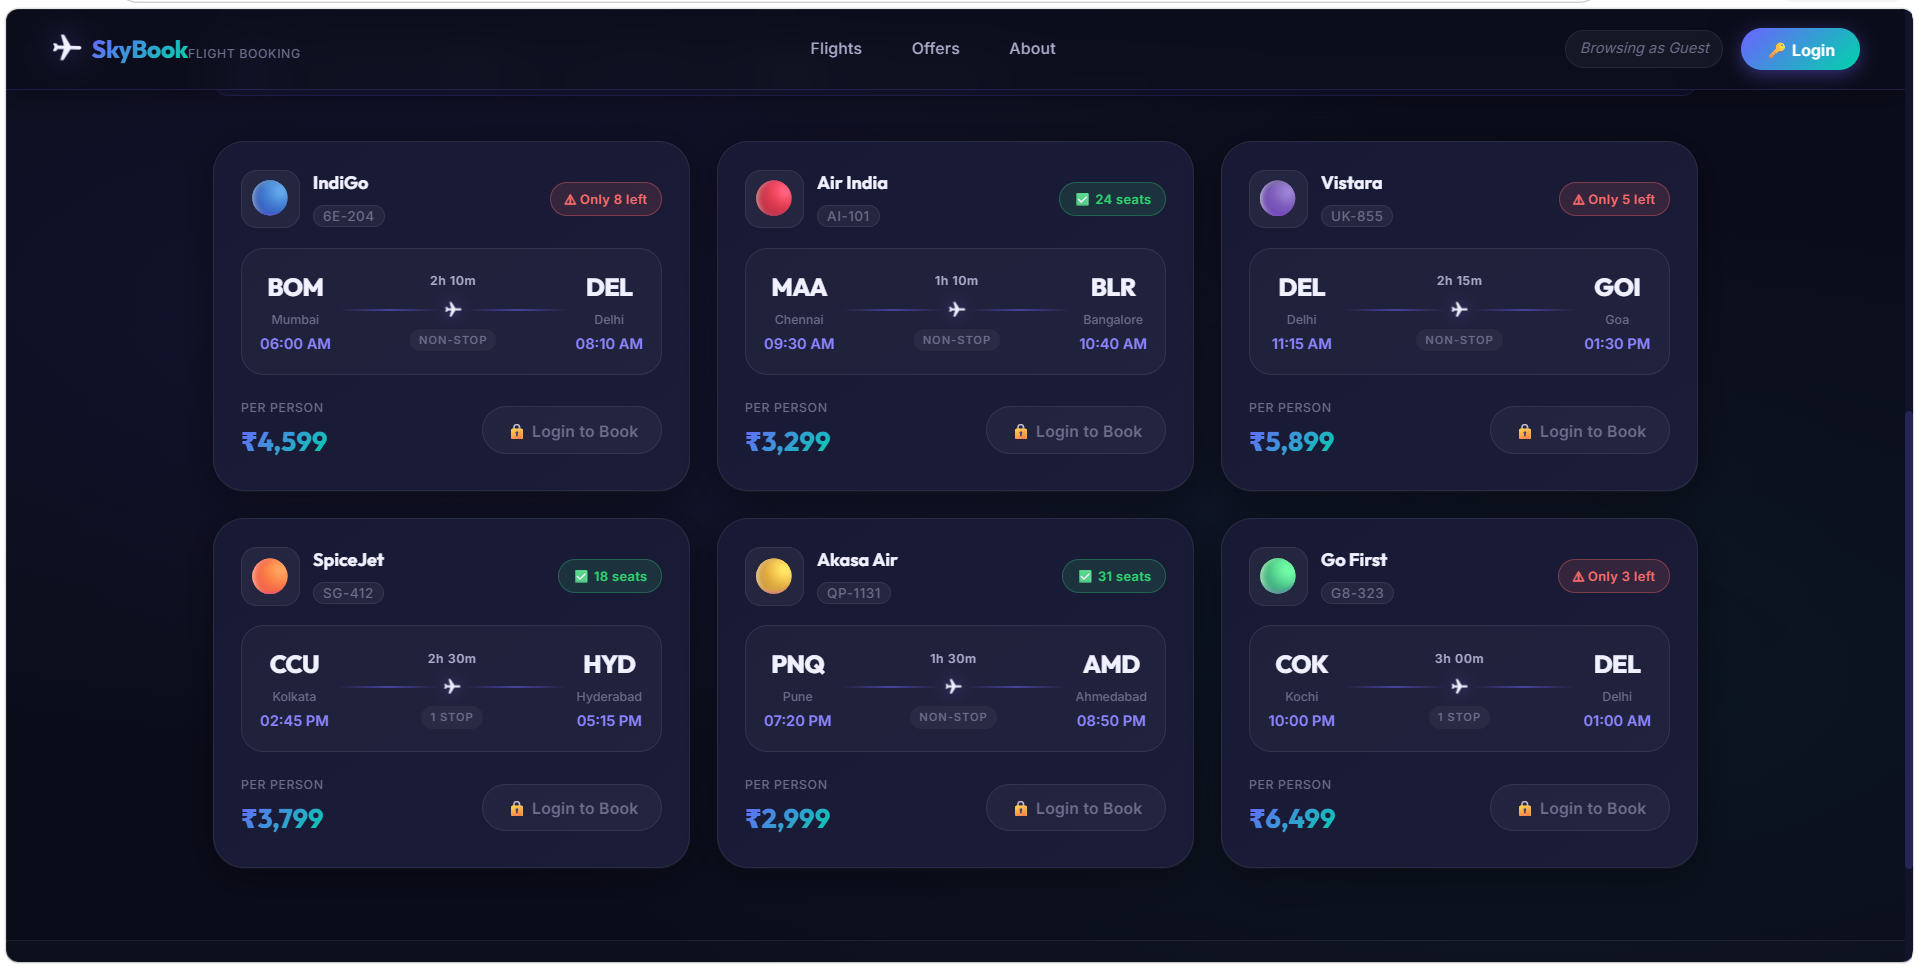 SkyBook FLIGHT BOOKING
Flights
Offers
About
Browsing as Guest
Login
IndiGo
6E-204
Only 8 left
BOM
Mumbai
06:00 AM
2h 10m
NON-STOP
DEL
Delhi
08:10 AM
PER PERSON
₹4,599
Login to Book
Air India
AI-101
24 seats
MAA
Chennai
09:30 AM
1h 10m
NON-STOP
BLR
Bangalore
10:40 AM
PER PERSON
₹3,299
Login to Book
Vistara
UK-855
Only 5 left
DEL
Delhi
11:15 AM
2h 15m
NON-STOP
GOI
Goa
01:30 PM
PER PERSON
₹5,899
Login to Book
SpiceJet
SG-412
18 seats
CCU
Kolkata
02:45 PM
2h 30m
1 STOP
HYD
Hyderabad
05:15 PM
PER PERSON
₹3,799
Login to Book
Akasa Air
QP-1131
31 seats
PNQ
Pune
07:20 PM
1h 30m
NON-STOP
AMD
Ahmedabad
08:50 PM
PER PERSON
₹2,999
Login to Book
Go First
G8-323
Only 3 left
COK
Kochi
10:00 PM
3h 00m
1 STOP
DEL
Delhi
01:00 AM
PER PERSON
₹6,499
Login to Book